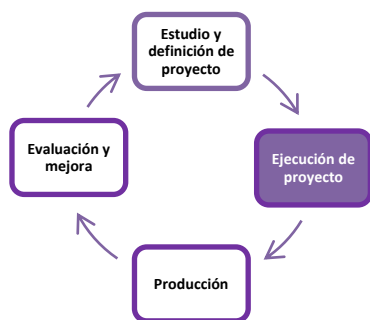 Estudio y
definición de
proyecto
Ejecución de
proyecto
Producción
Evaluación y
mejora